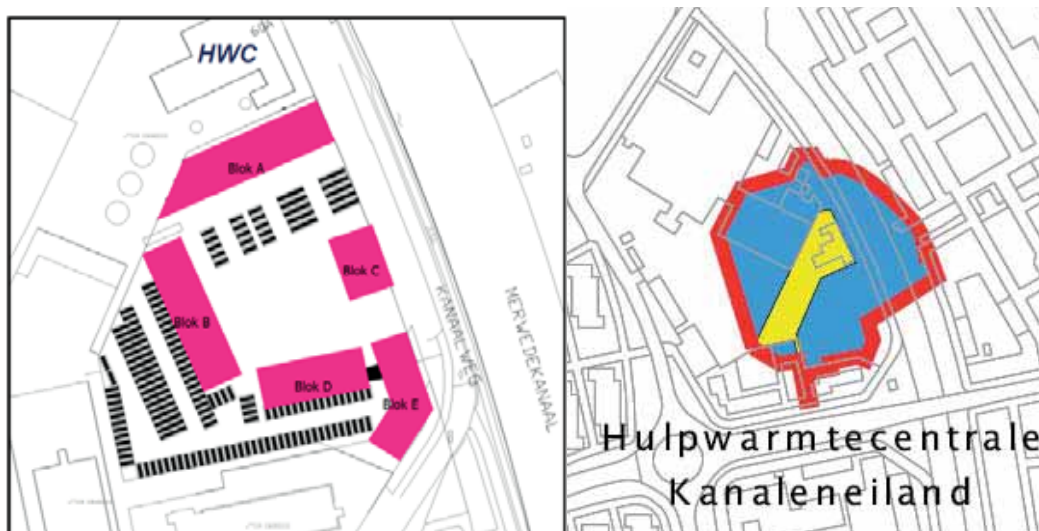 HWC
Blok A
Blok C
Blok B
Blok D
Blok E
KANAALWEG
MERWEDEKANAAL
Hulpwarmtecentrale
Kanaleneiland